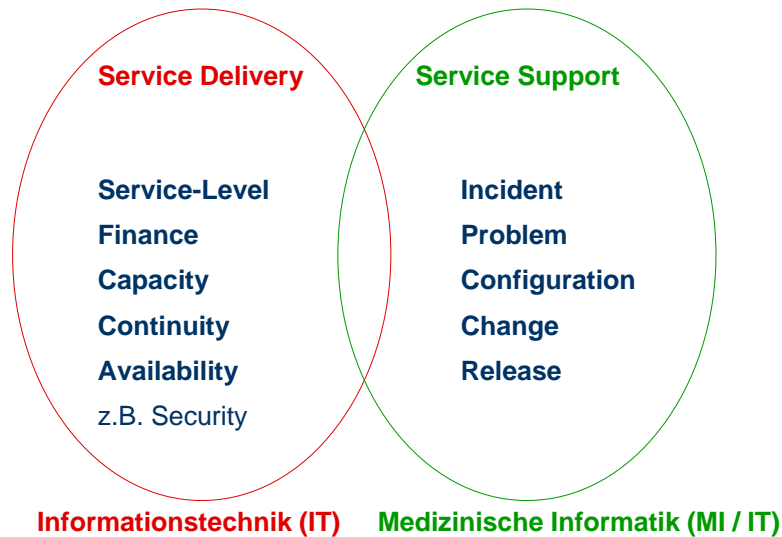 Service Delivery
Service Support
Service-Level
Finance
Capacity
Continuity
Availability
z.B. Security
Incident
Problem
Configuration
Change
Release
Informationstechnik (IT)
Medizinische Informatik (MI / IT)